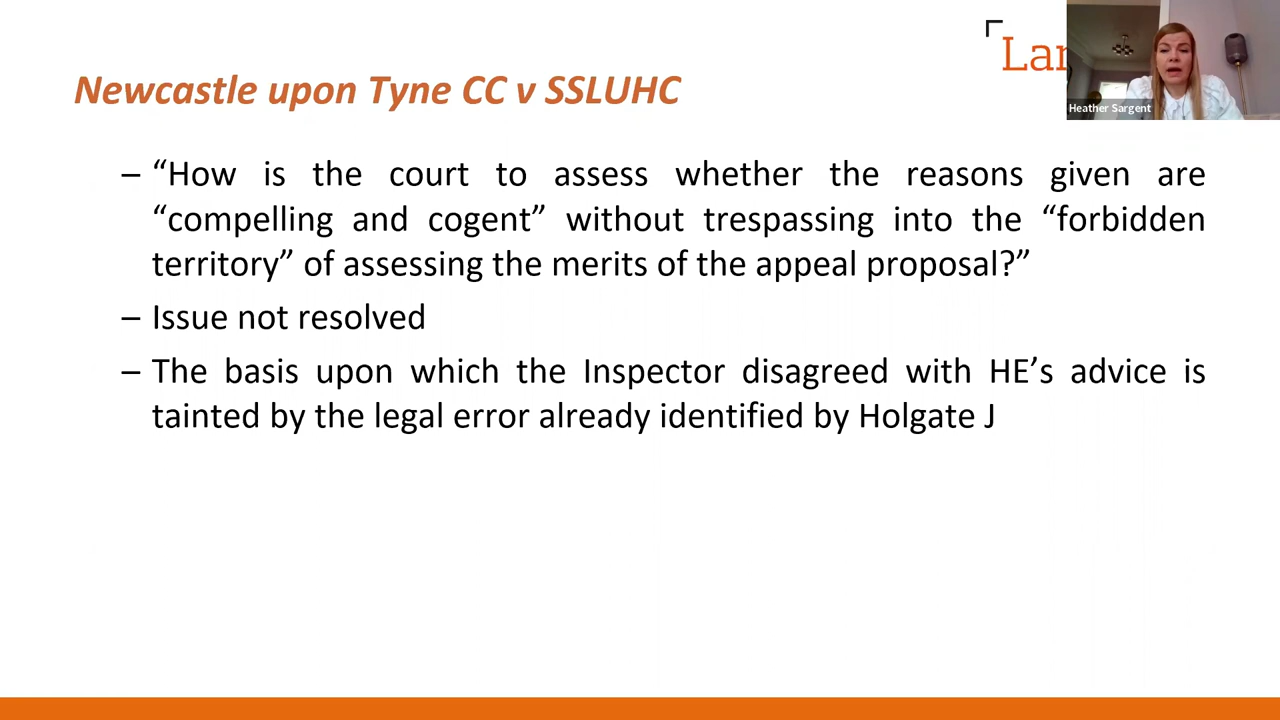 Lan
Heather Sargent
Newcastle upon Tyne CC v SSLUHC
– “How is the court to assess whether the reasons given are
“compelling and cogent” without trespassing into the “forbidden
territory” of assessing the merits of the appeal proposal?”
– Issue not resolved
– The basis upon which the Inspector disagreed with HE’s advice is
tainted by the legal error already identified by Holgate J